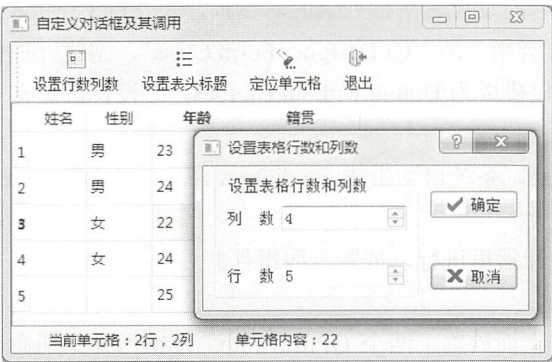 自定义对话框及其调用
设置行数列数 设置表头标题 定位单元格 退出
姓名 性别 年龄 籍贯
1 男 23
2 男 24
3 女 22
4 女 24
5 25
设置表格行数和列数
设置表格行数和列数
列 数 4
确定
行 数 5
取消
当前单元格：2行，2列 单元格内容：22